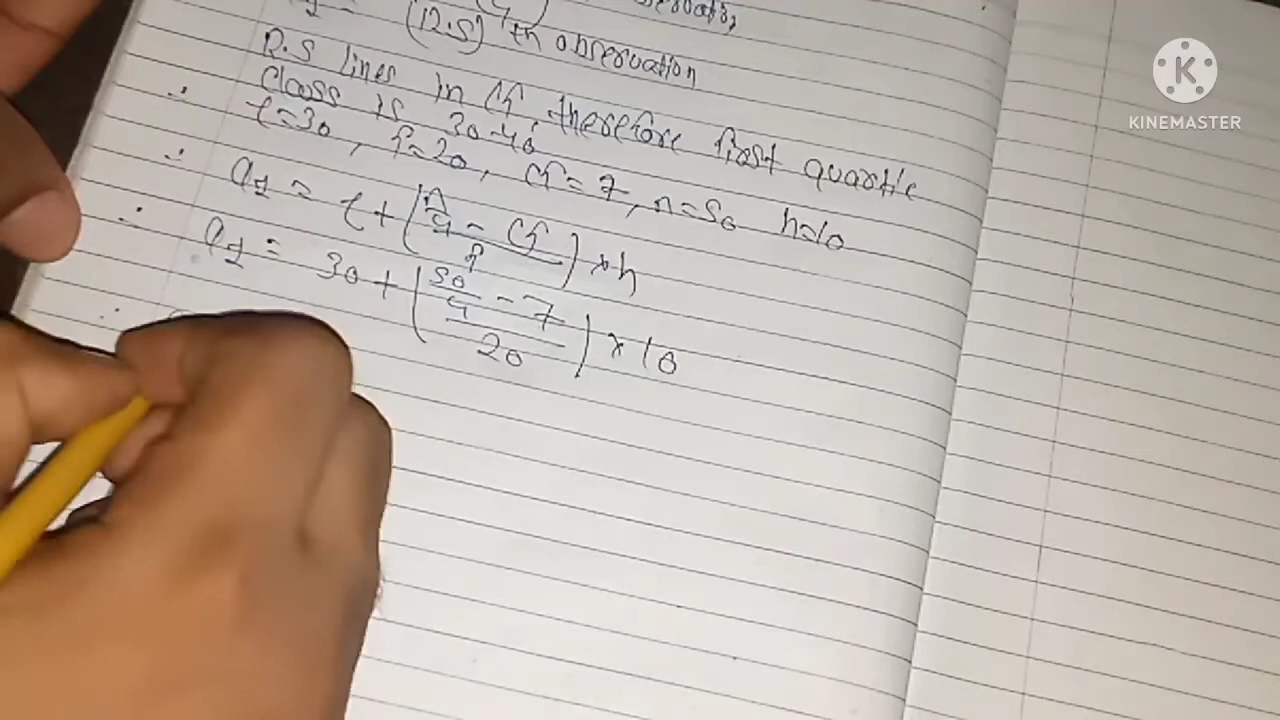 (12.5) th observation
12.5 lines in Cf, therefore first quartile
class is 30-40
∴ l=30, f=20, Cf=7, n=50 h=10
∴ Q1 = l + (n/4 - Cf / f) × h
∴ Q1 = 30 + (50/4 - 7 / 20) × 10
K
KINEMASTER